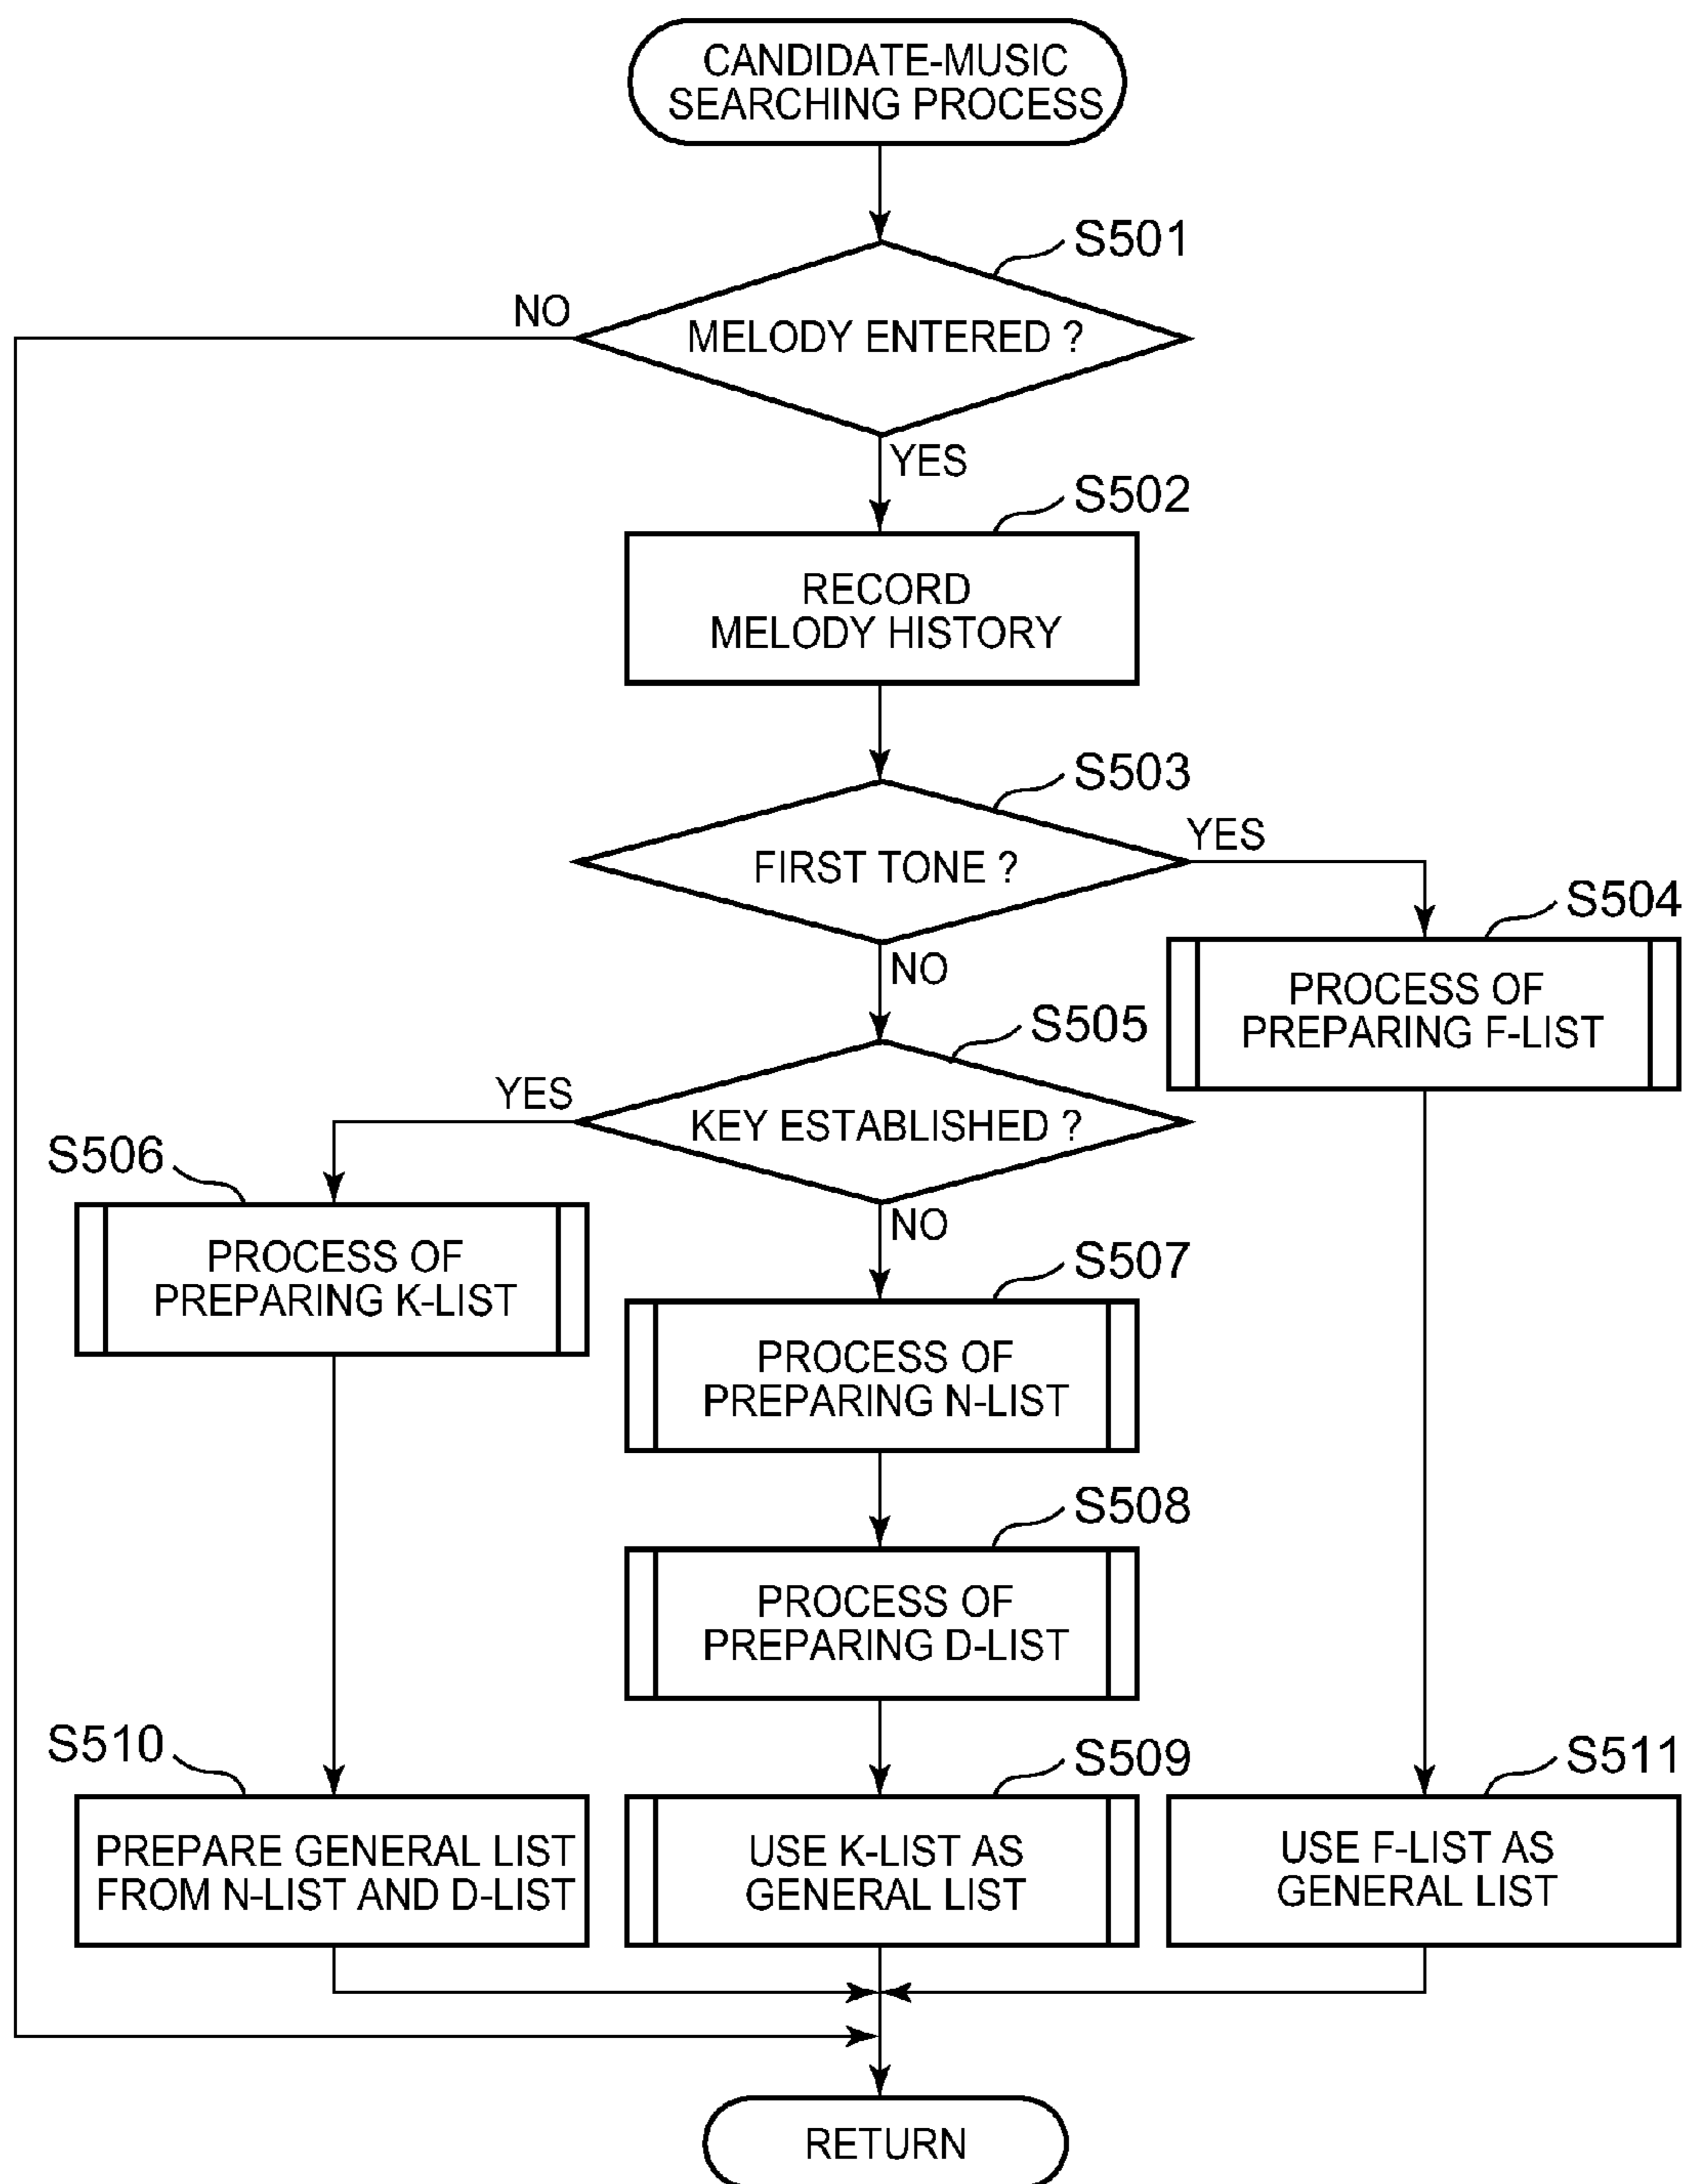 CANDIDATE-MUSIC
SEARCHING PROCESS
S501
NO
MELODY ENTERED ?
YES
S502
RECORD
MELODY HISTORY
S503
YES
FIRST TONE ?
S504
NO
PROCESS OF
PREPARING F-LIST
S505
YES
KEY ESTABLISHED ?
S506
NO
PROCESS OF
PREPARING K-LIST
S507
PROCESS OF
PREPARING N-LIST
S508
PROCESS OF
PREPARING D-LIST
S510
S509
S511
PREPARE GENERAL LIST
FROM N-LIST AND D-LIST
USE K-LIST AS
GENERAL LIST
USE F-LIST AS
GENERAL LIST
RETURN